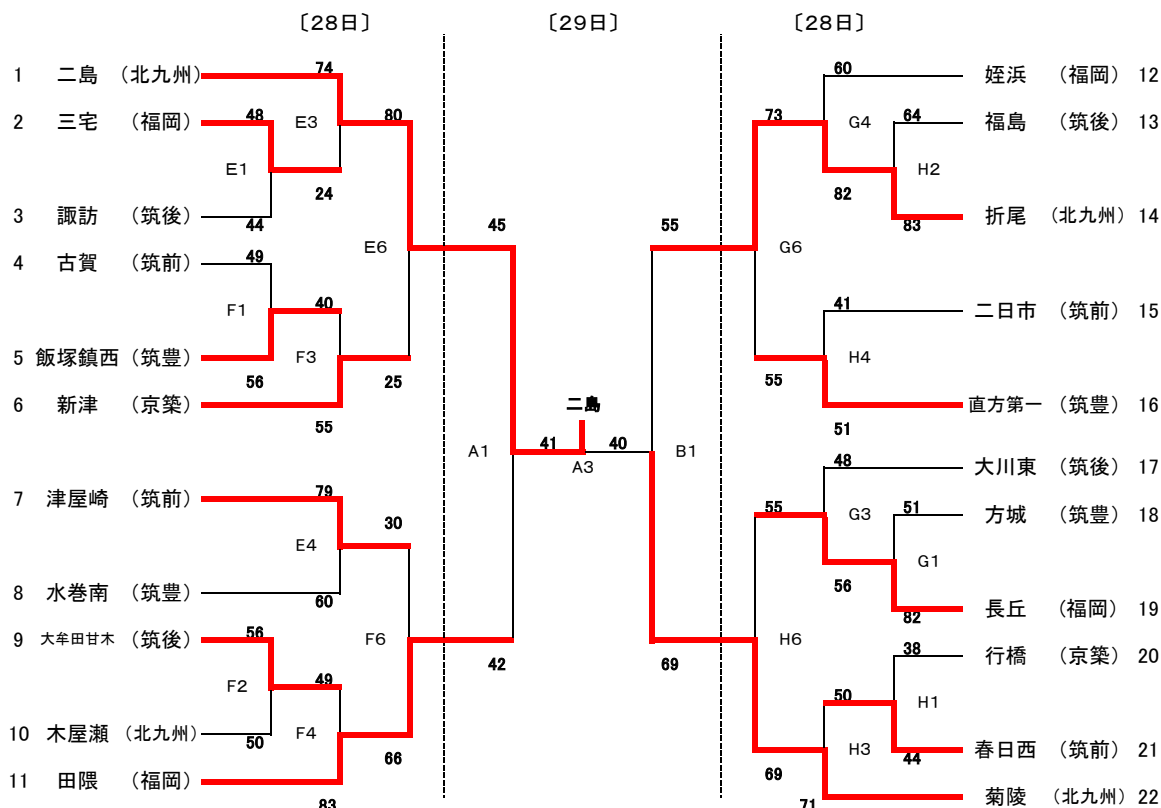 〔28日〕 〔29日〕 〔28日〕
1 二島 (北九州) 74 60 姪浜 (福岡) 12
2 三宅 (福岡) 48 E3 80 73 G4 64 福島 (筑後) 13
E1 24 82 H2
3 諏訪 (筑後) 44 45 55 83 折尾 (北九州) 14
E6 G6
4 古賀 (筑前) 49
F1 40 41 二日市 (筑前) 15
5 飯塚鎮西 (筑豊) 56 F3 25 55 H4
6 新津 (京築) 55 二島 51 直方第一 (筑豊) 16
A1 41 A3 40 B1
48 大川東 (筑後) 17
7 津屋崎 (筑前) 79 30 55 G3 51 方城 (筑豊) 18
E4 56 G1
8 水巻南 (筑豊) 60 82 長丘 (福岡) 19
9 大牟田甘木 (筑後) 56 F6 42 69 H6 38 行橋 (京築) 20
F2 49 50 H1
10 木屋瀬 (北九州) 50 F4 66 69 H3 44 春日西 (筑前) 21
11 田隈 (福岡) 83 71 菊陵 (北九州) 22